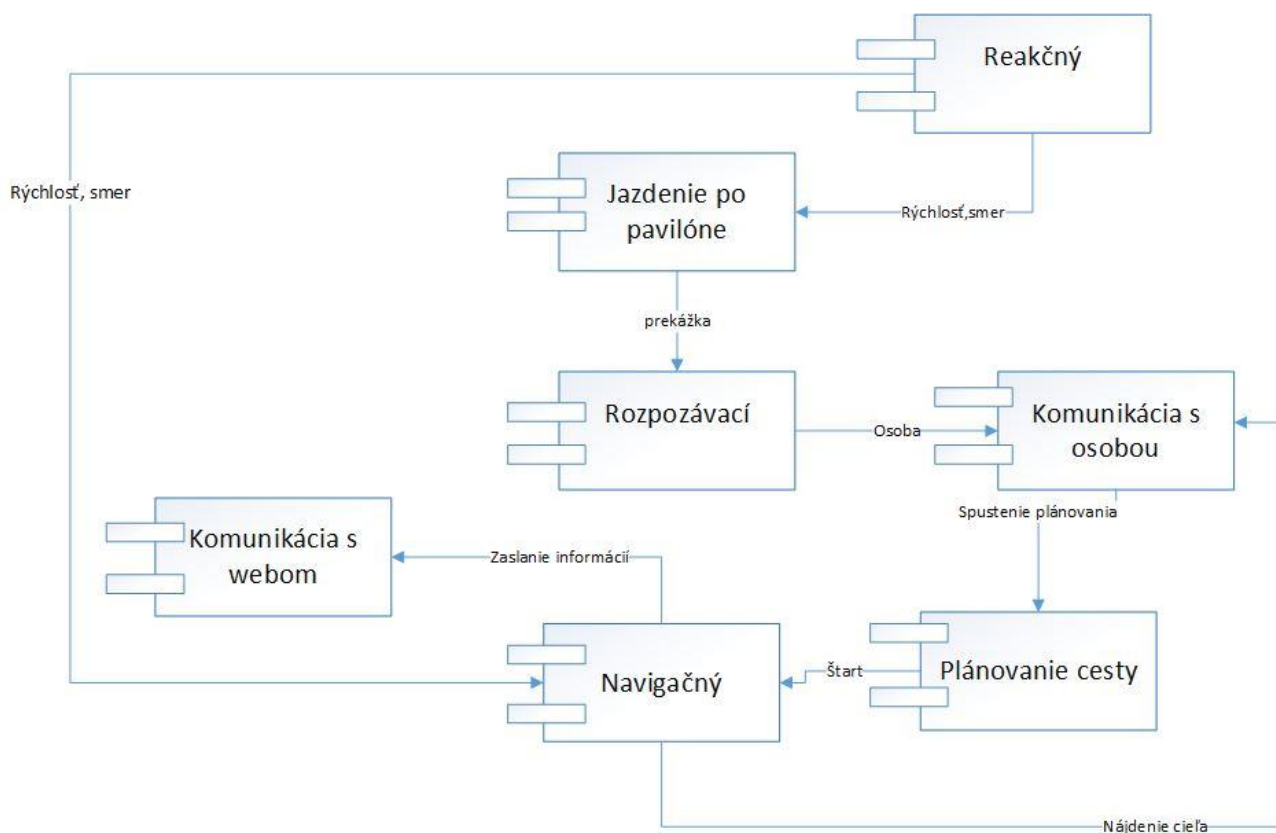 Reakčný
Rýchlosť, smer
Jazdenie po
pavilóne
Rýchlosť,smer
prekážka
Rozpozávací
Osoba
Komunikácia s
osobou
Spustenie plánovania
Komunikácia s
webom
Zaslanie informácií
Navigačný
Štart
Plánovanie cesty
Nájdenie cieľa